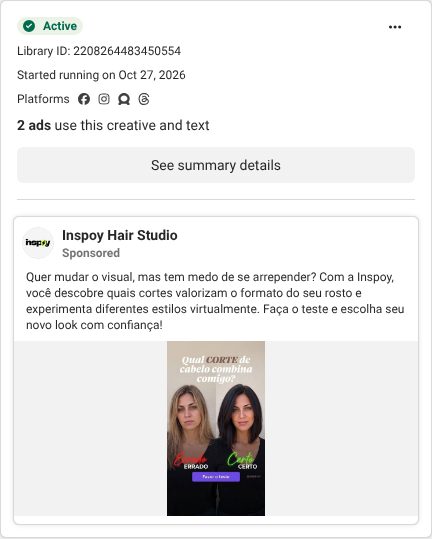 Active
Library ID: 2208264483450554
Started running on Oct 27, 2026
Platforms
2 ads use this creative and text
See summary details
inspoy
Inspoy Hair Studio
Sponsored
Quer mudar o visual, mas tem medo de se arrepender? Com a Inspoy,
você descobre quais cortes valorizam o formato do seu rosto e
experimenta diferentes estilos virtualmente. Faça o teste e escolha seu
novo look com confiança!
Qual CORTE de
cabelo combina
comigo?
Certo
ERRADO
CERTO